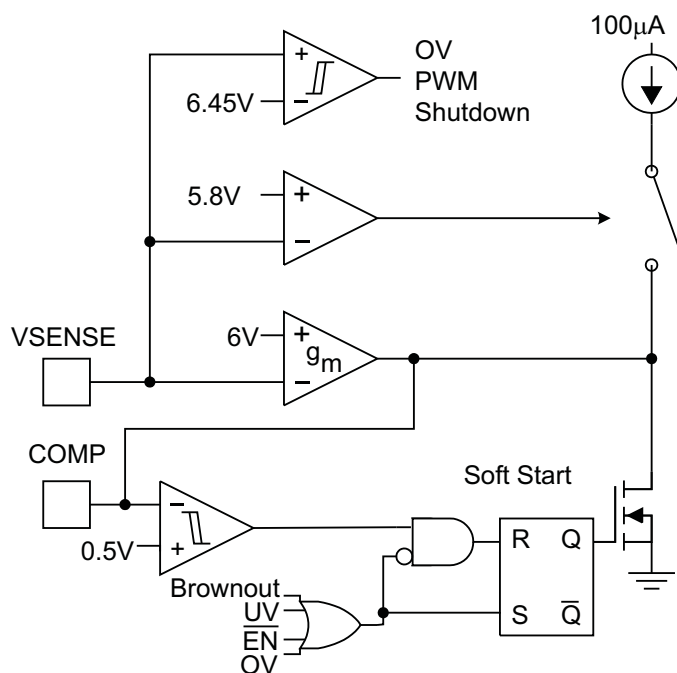 100µA
OV
PWM
Shutdown
+
6.45V
−
5.8V
+
−
VSENSE
6V
+
gm
−
COMP
Soft Start
−
0.5V
+
R Q
S Q̅
Brownout
UV
E̅N̅
OV